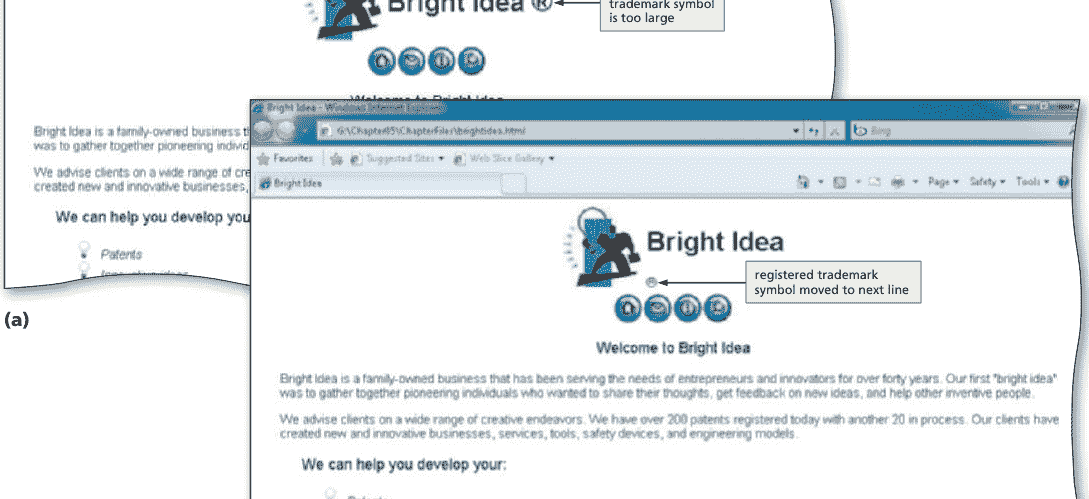 Bright Idea ®
trademark symbol
is too large
Welcome to Bright Idea
Bright Idea is a family-owned business t
was to gather together pioneering individ
We advise clients on a wide range of cre
created new and innovative businesses,
We can help you develop you
Patents
(a)
Bright Idea - Windows Internet Explorer
G:\Chapter05\ChapterFiles\brightidea.html
Bing
Favorites
Suggested Sites
Web Slice Gallery
Bright Idea
Page
Safety
Tools
Bright Idea
registered trademark
symbol moved to next line
®
Welcome to Bright Idea
Bright Idea is a family-owned business that has been serving the needs of entrepreneurs and innovators for over forty years. Our first "bright idea"
was to gather together pioneering individuals who wanted to share their thoughts, get feedback on new ideas, and help other inventive people.
We advise clients on a wide range of creative endeavors. We have over 200 patents registered today with another 20 in process. Our clients have
created new and innovative businesses, services, tools, safety devices, and engineering models.
We can help you develop your: